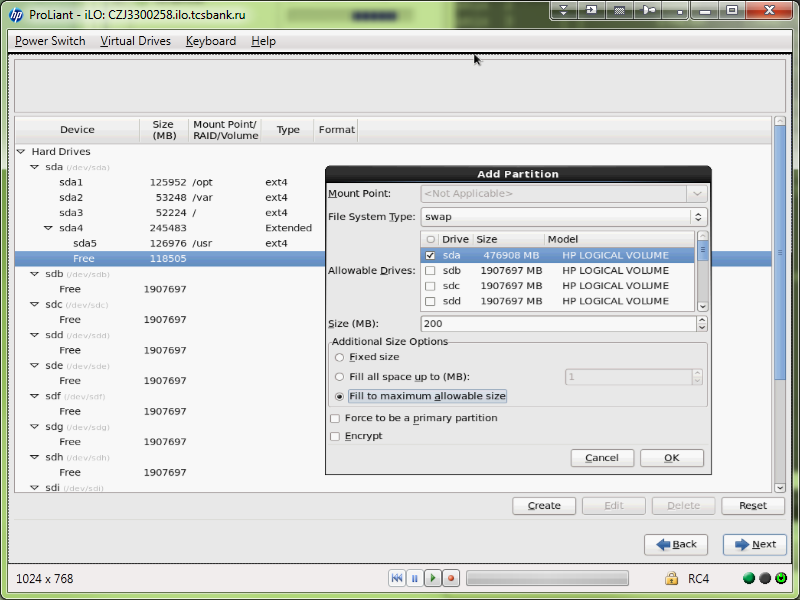 ProLiant - iLO: CZJ3300258.ilo.tcsbank.ru
Power Switch Virtual Drives Keyboard Help
Device Size (MB) Mount Point/ RAID/Volume Type Format
Hard Drives
sda (/dev/sda)
sda1 125952 /opt ext4
sda2 53248 /var ext4
sda3 52224 / ext4
sda4 245483 Extended
sda5 126976 /usr ext4
Free 118505
sdb (/dev/sdb)
Free 1907697
sdc (/dev/sdc)
Free 1907697
sdd (/dev/sdd)
Free 1907697
sde (/dev/sde)
Free 1907697
sdf (/dev/sdf)
Free 1907697
sdg (/dev/sdg)
Free 1907697
sdh (/dev/sdh)
Free 1907697
sdi (/dev/sdi)
Add Partition
Mount Point: <Not Applicable>
File System Type: swap
Drive Size Model
sda 476908 MB HP LOGICAL VOLUME
Allowable Drives: sdb 1907697 MB HP LOGICAL VOLUME
sdc 1907697 MB HP LOGICAL VOLUME
sdd 1907697 MB HP LOGICAL VOLUME
Size (MB): 200
Additional Size Options
Fixed size
Fill all space up to (MB): 1
Fill to maximum allowable size
Force to be a primary partition
Encrypt
Cancel OK
Create Edit Delete Reset
Back Next
1024 x 768 RC4